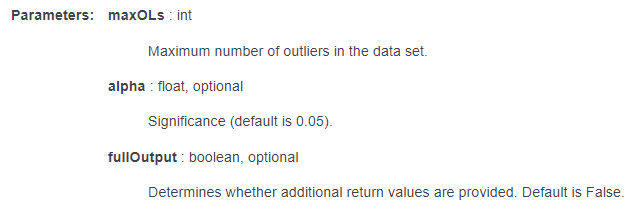 Parameters: maxOLs : int
Maximum number of outliers in the data set.
alpha : float, optional
Significance (default is 0.05).
fullOutput : boolean, optional
Determines whether additional return values are provided. Default is False.